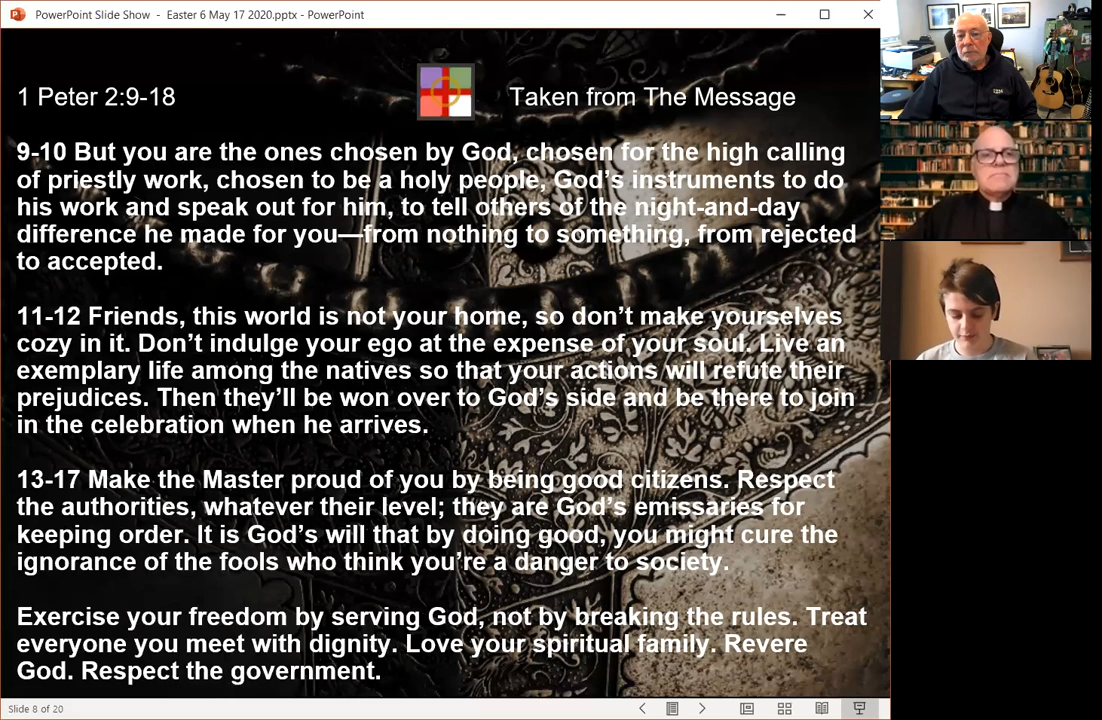 PowerPoint Slide Show - Easter 6 May 17 2020.pptx - PowerPoint
1 Peter 2:9-18
Taken from The Message
9-10 But you are the ones chosen by God, chosen for the high calling
of priestly work, chosen to be a holy people, God’s instruments to do
his work and speak out for him, to tell others of the night-and-day
difference he made for you—from nothing to something, from rejected
to accepted.
11-12 Friends, this world is not your home, so don’t make yourselves
cozy in it. Don’t indulge your ego at the expense of your soul. Live an
exemplary life among the natives so that your actions will refute their
prejudices. Then they’ll be won over to God’s side and be there to join
in the celebration when he arrives.
13-17 Make the Master proud of you by being good citizens. Respect
the authorities, whatever their level; they are God’s emissaries for
keeping order. It is God’s will that by doing good, you might cure the
ignorance of the fools who think you’re a danger to society.
Exercise your freedom by serving God, not by breaking the rules. Treat
everyone you meet with dignity. Love your spiritual family. Revere
God. Respect the government.
Slide 8 of 20